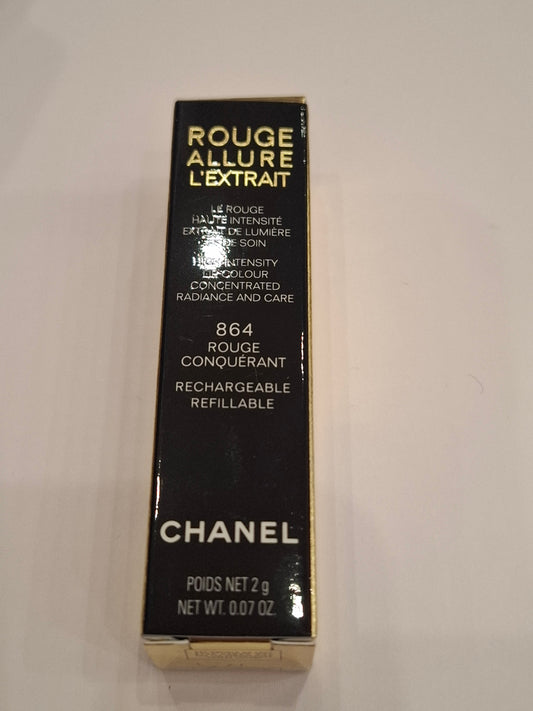 ROUGE
ALLURE
L'EXTRAIT
LE ROUGE
HAUTE INTENSITÉ
EXTRAIT DE LUMIÈRE
DE SOIN
INTENSITY
COLOUR
CONCENTRATED
RADIANCE AND CARE
864
ROUGE
CONQUÉRANT
RECHARGEABLE
REFILLABLE
CHANEL
POIDS NET 2 g
NET WT. 0.07 OZ.